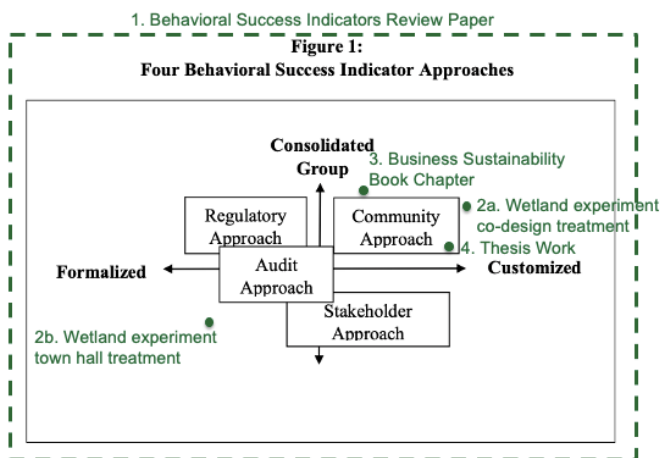 1. Behavioral Success Indicators Review Paper
Figure 1:
Four Behavioral Success Indicator Approaches
Consolidated
Group
3. Business Sustainability
Book Chapter
Regulatory
Approach
Community
Approach
2a. Wetland experiment
co-design treatment
4. Thesis Work
Formalized
Audit
Approach
Customized
Stakeholder
Approach
2b. Wetland experiment
town hall treatment